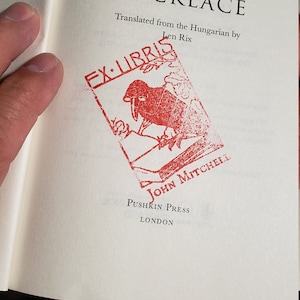 Translated from the Hungarian by
Len Rix
EX·LIBRIS
JOHN MITCHELL
PUSHKIN PRESS
LONDON